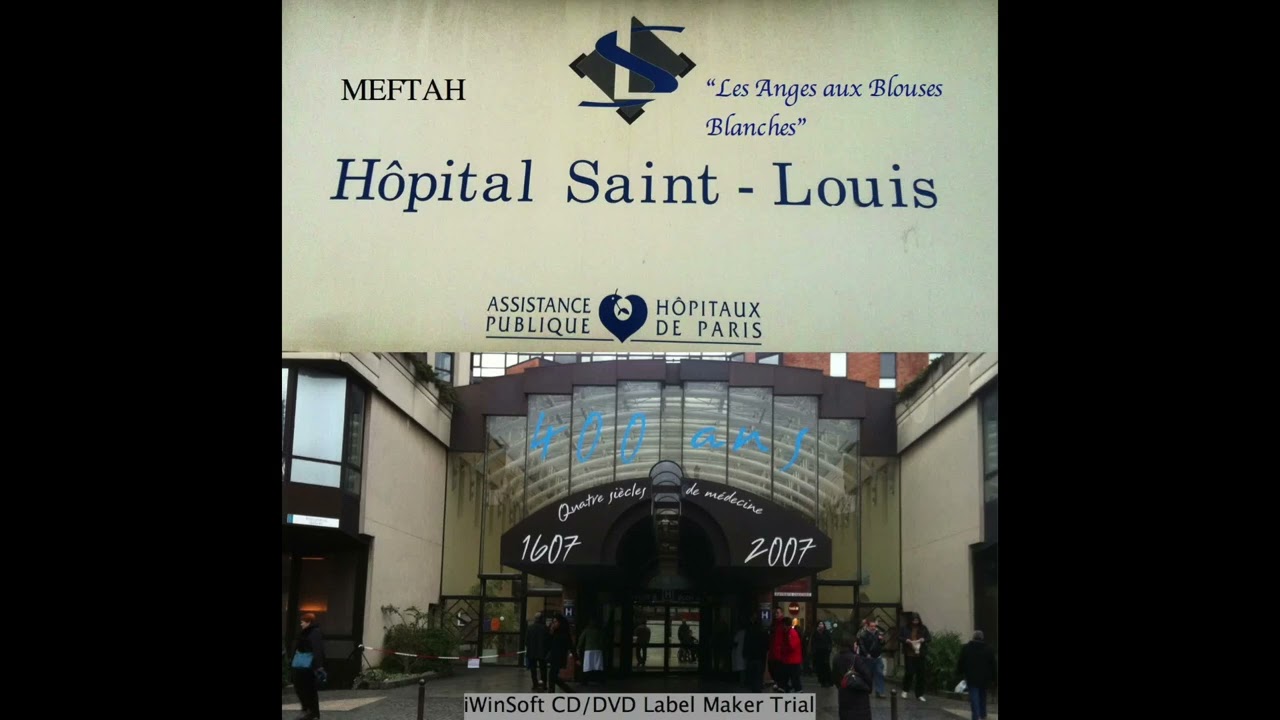 MEFTAH
“Les Anges aux Blouses
Blanches”
Hôpital Saint - Louis
ASSISTANCE HÔPITAUX
PUBLIQUE DE PARIS
400 ans
Quatre siècles de médecine
1607 2007
H H
iWinSoft CD/DVD Label Maker Trial